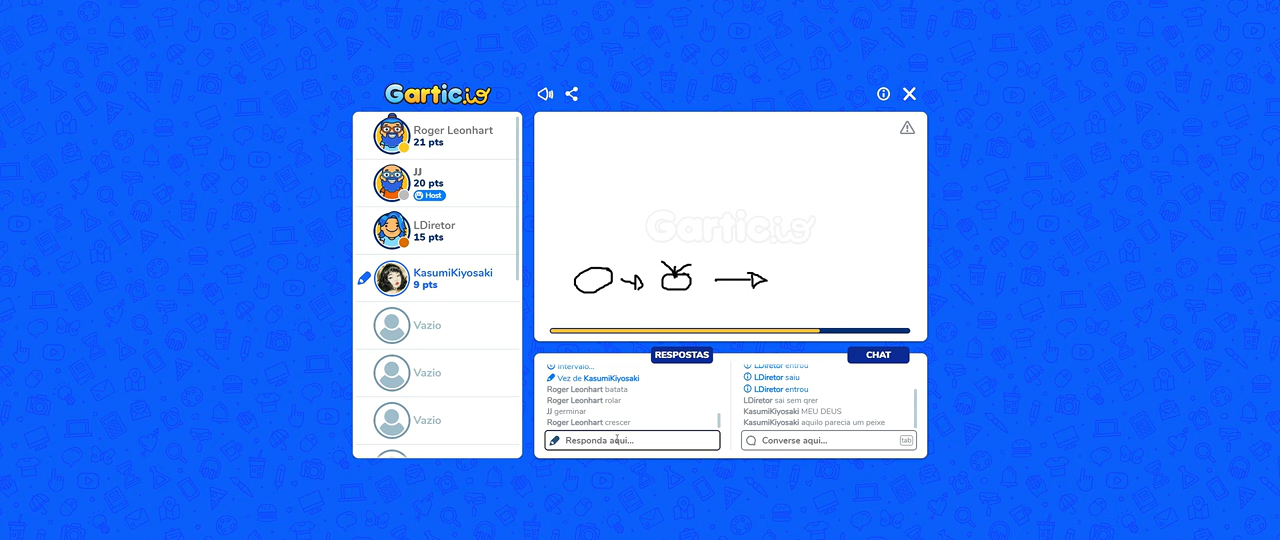 Gartic.io
Roger Leonhart
21 pts
JJ
20 pts
Host
LDiretor
15 pts
KasumiKiyosaki
9 pts
Vazio
Vazio
Vazio
Gartic.io
RESPOSTAS
Intervalo...
Vez de KasumiKiyosaki
Roger Leonhart batata
Roger Leonhart rolar
JJ germinar
Roger Leonhart crescer
Responda aqui...
CHAT
LDiretor entrou
LDiretor saiu
LDiretor entrou
LDiretor sai sem qrer
KasumiKiyosaki MEU DEUS
KasumiKiyosaki aquilo parecia um peixe
Converse aqui...
tab